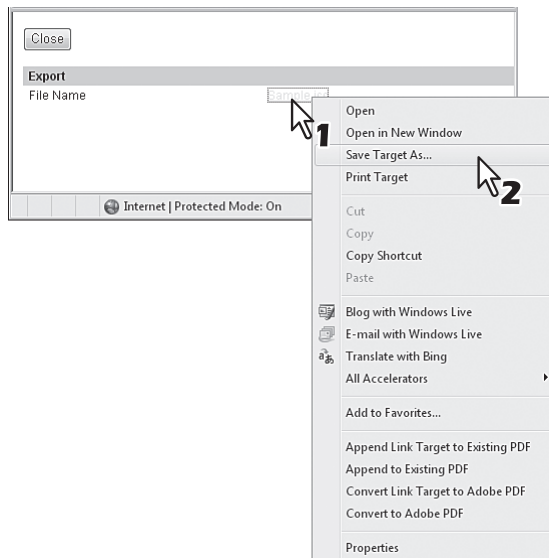 Close
Export
File Name Sample.ice
1
Open
Open in New Window
Save Target As...
2
Print Target
Internet | Protected Mode: On
Cut
Copy
Copy Shortcut
Paste
Blog with Windows Live
E-mail with Windows Live
Translate with Bing
All Accelerators
Add to Favorites...
Append Link Target to Existing PDF
Append to Existing PDF
Convert Link Target to Adobe PDF
Convert to Adobe PDF
Properties